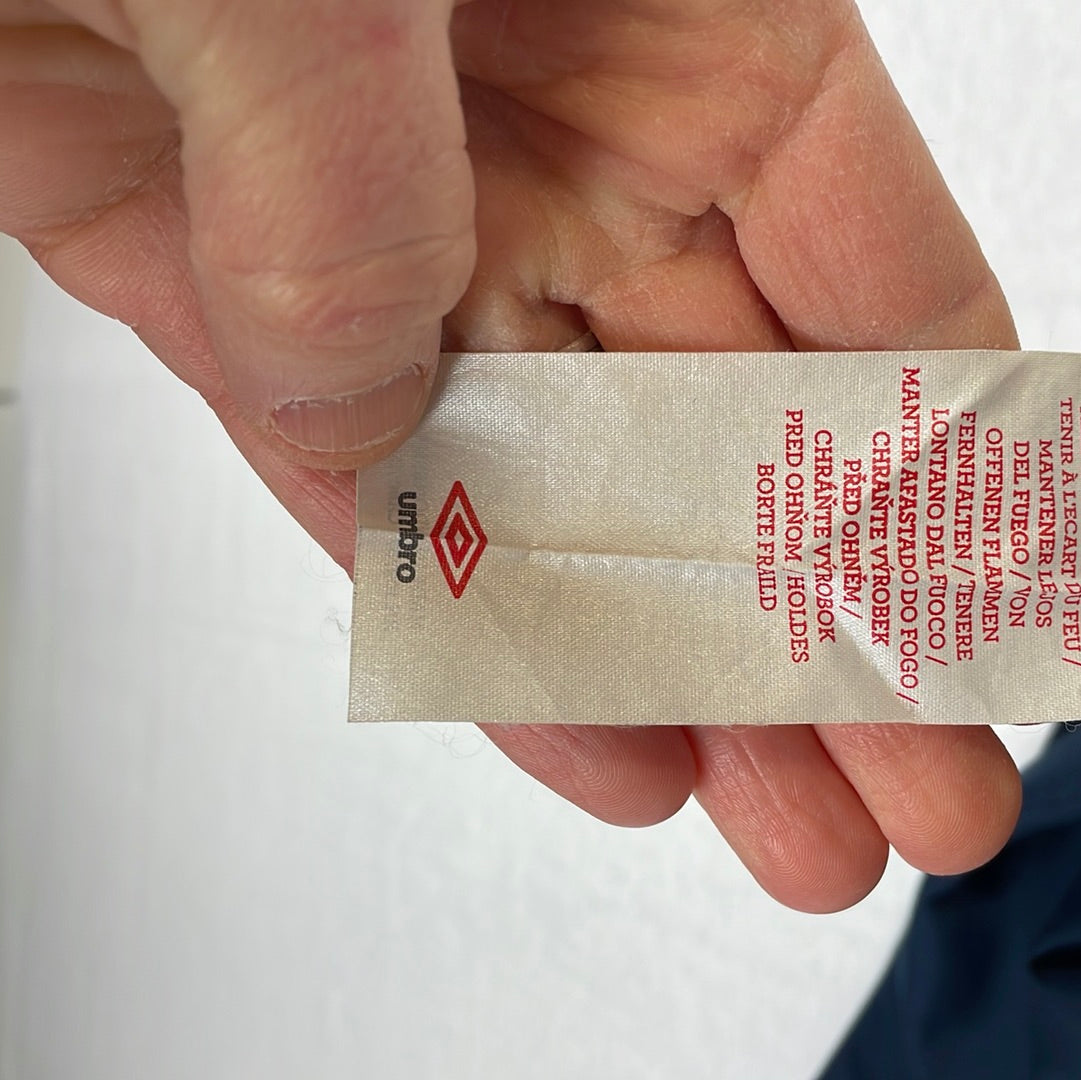 TENIR À L'ECART DU FEU /
MANTENER LEJOS
DEL FUEGO / VON
OFFENEN FLAMMEN
FERNHALTEN / TENERE
LONTANO DAL FUOCO /
MANTER AFASTADO DO FOGO /
CHRAŇTE VÝROBEK
PŘED OHNĚM /
CHRÁNTE VÝROBOK
PRED OHŇOM / HOLDES
BORTE FRA ILD
umbro